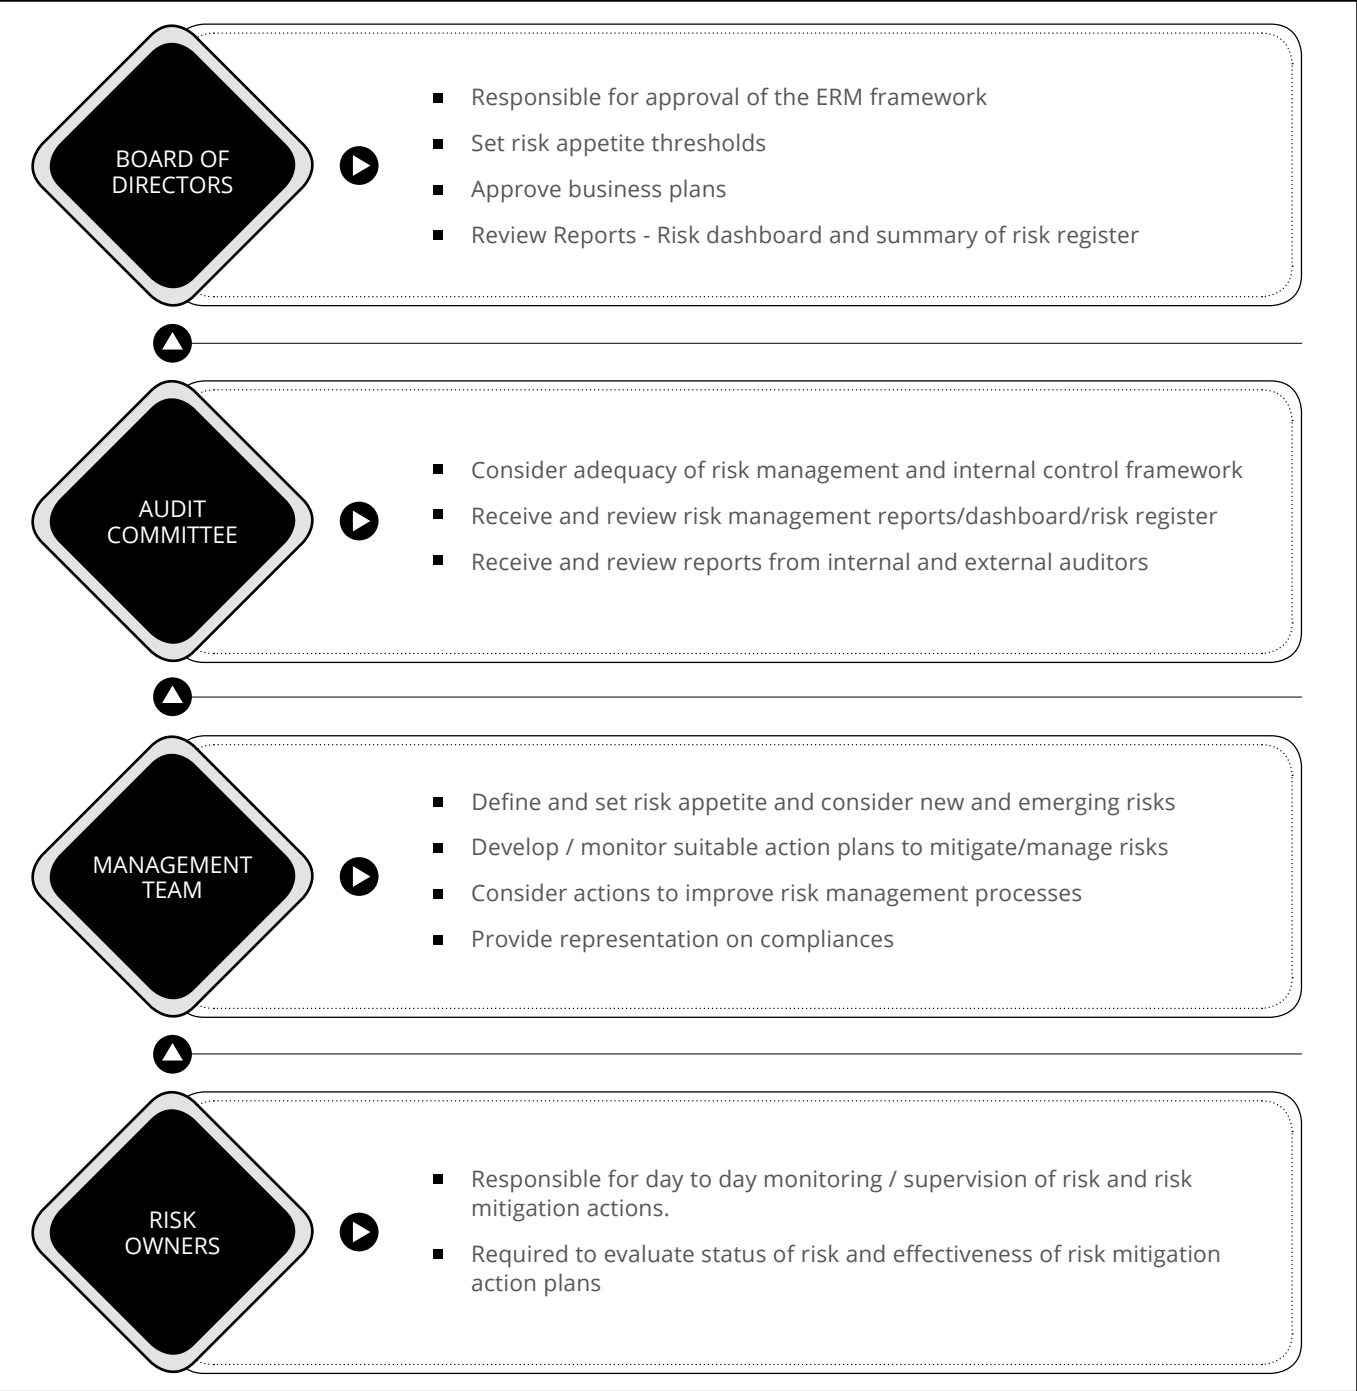 BOARD OF
DIRECTORS
■ Responsible for approval of the ERM framework
■ Set risk appetite thresholds
■ Approve business plans
■ Review Reports - Risk dashboard and summary of risk register
AUDIT
COMMITTEE
■ Consider adequacy of risk management and internal control framework
■ Receive and review risk management reports/dashboard/risk register
■ Receive and review reports from internal and external auditors
MANAGEMENT
TEAM
■ Define and set risk appetite and consider new and emerging risks
■ Develop / monitor suitable action plans to mitigate/manage risks
■ Consider actions to improve risk management processes
■ Provide representation on compliances
RISK
OWNERS
■ Responsible for day to day monitoring / supervision of risk and risk
mitigation actions.
■ Required to evaluate status of risk and effectiveness of risk mitigation
action plans